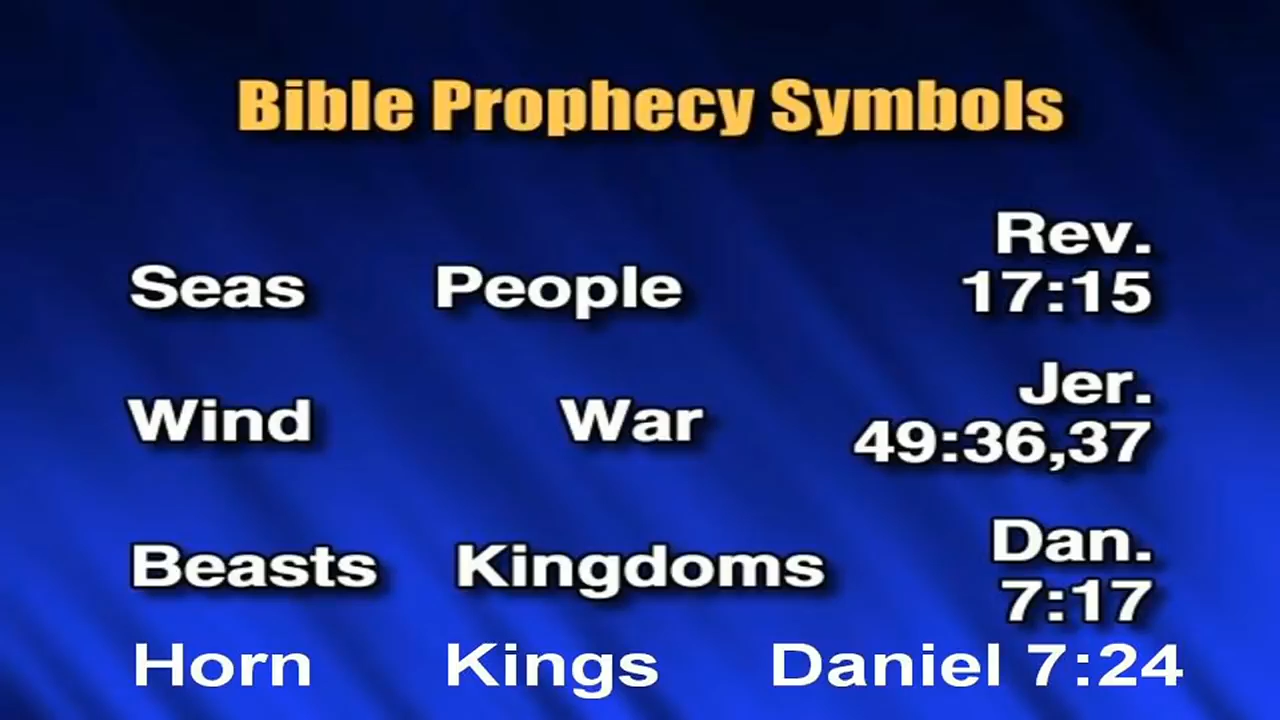 Bible Prophecy Symbols
Seas People Rev. 17:15
Wind War Jer. 49:36,37
Beasts Kingdoms Dan. 7:17
Horn Kings Daniel 7:24